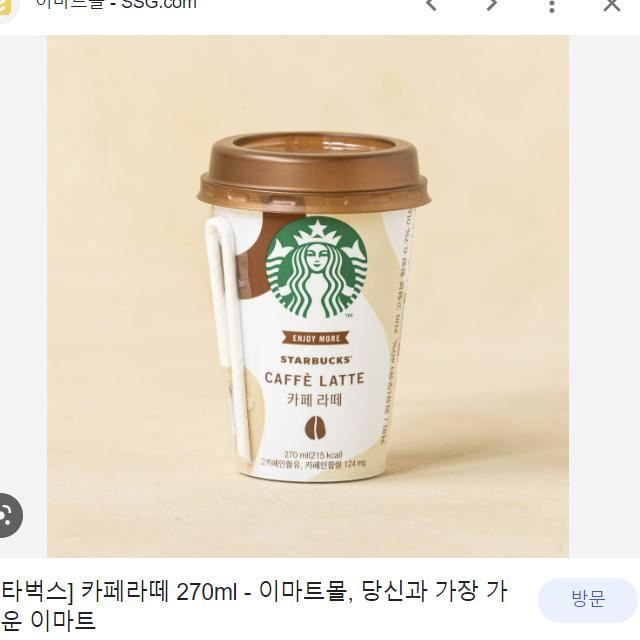 이마트몰 - SSG.com
ENJOY MORE
STARBUCKS
CAFFÈ LATTE
카페 라떼
270 ml(215 kcal)
고카페인함유, 카페인함량 124 mg
TM
타벅스] 카페라떼 270ml - 이마트몰, 당신과 가장 가
운 이마트
방문